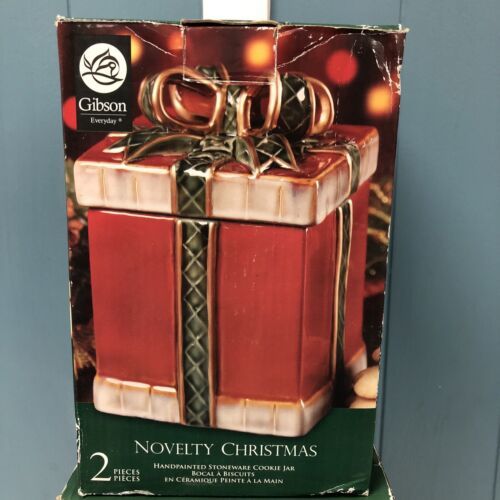 Gibson
Everyday ®
NOVELTY CHRISTMAS
2 PIECES
PIÈCES
HANDPAINTED STONEWARE COOKIE JAR
BOCAL À BISCUITS
EN CÉRAMIQUE PEINTE À LA MAIN